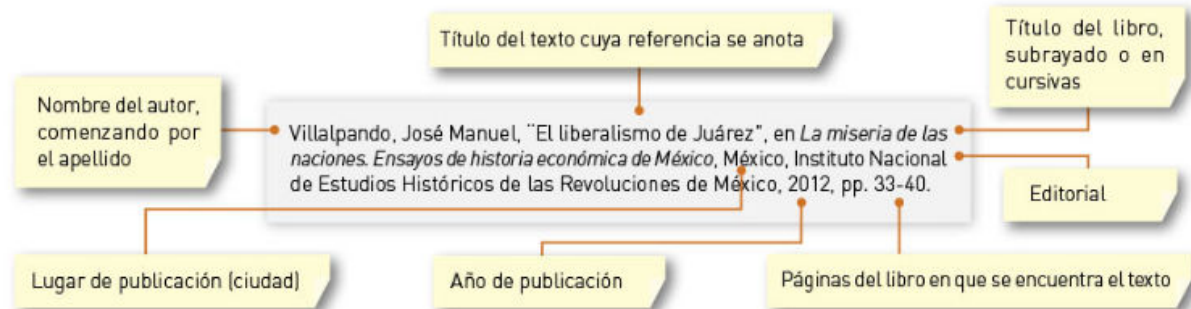 Título del texto cuya referencia se anota
Título del libro,
subrayado o en
cursivas
Nombre del autor,
comenzando por
el apellido
Villalpando, José Manuel, ¨El liberalismo de Juárez”, en La miseria de las
naciones. Ensayos de historia económica de México, México, Instituto Nacional
de Estudios Históricos de las Revoluciones de México, 2012, pp. 33-40.
Editorial
Lugar de publicación (ciudad)
Año de publicación
Páginas del libro en que se encuentra el texto